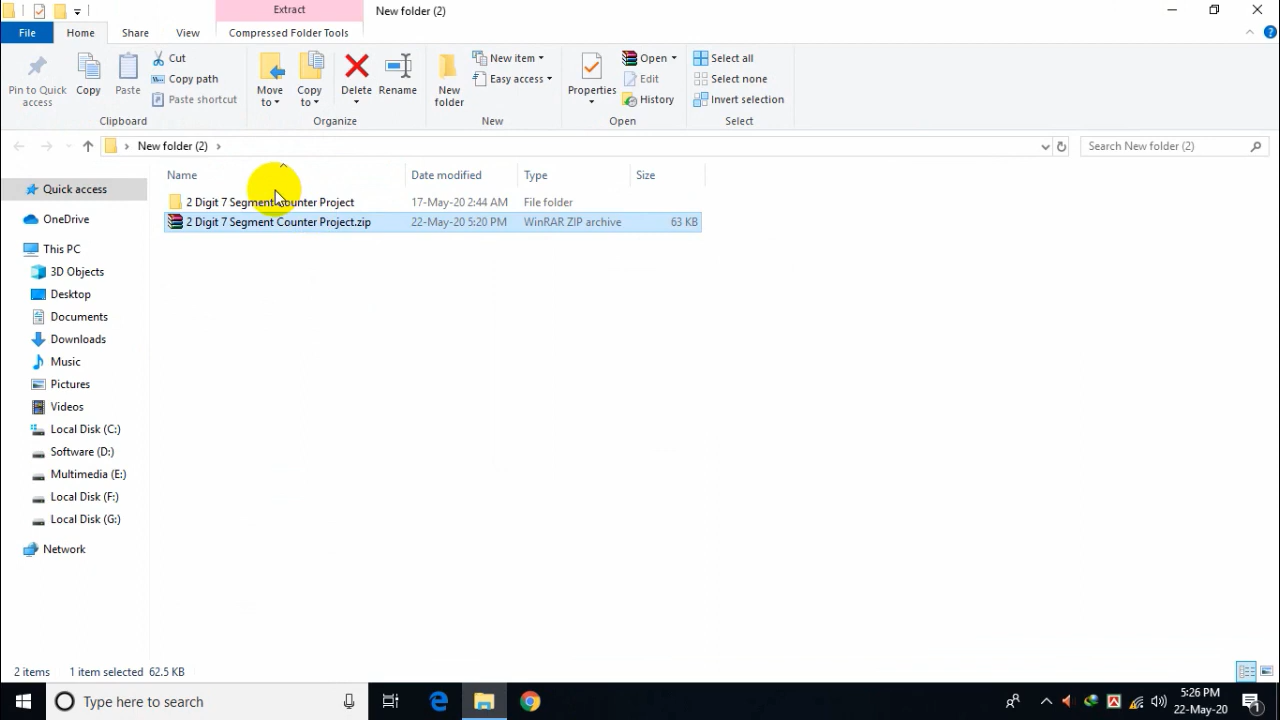 Extract
New folder (2)
File
Home
Share
View
Compressed Folder Tools
Pin to Quick access
Copy
Paste
Cut
Copy path
Paste shortcut
Clipboard
Move to
Copy to
Delete
Rename
Organize
New folder
New item
Easy access
New
Properties
Open
Edit
History
Open
Select all
Select none
Invert selection
Select
New folder (2)
Search New folder (2)
Name
Date modified
Type
Size
2 Digit 7 Segment Counter Project 17-May-20 2:44 AM File folder
2 Digit 7 Segment Counter Project.zip 22-May-20 5:20 PM WinRAR ZIP archive 63 KB
Quick access
OneDrive
This PC
3D Objects
Desktop
Documents
Downloads
Music
Pictures
Videos
Local Disk (C:)
Software (D:)
Multimedia (E:)
Local Disk (F:)
Local Disk (G:)
Network
2 items 1 item selected 62.5 KB
Type here to search
5:26 PM
22-May-20
1